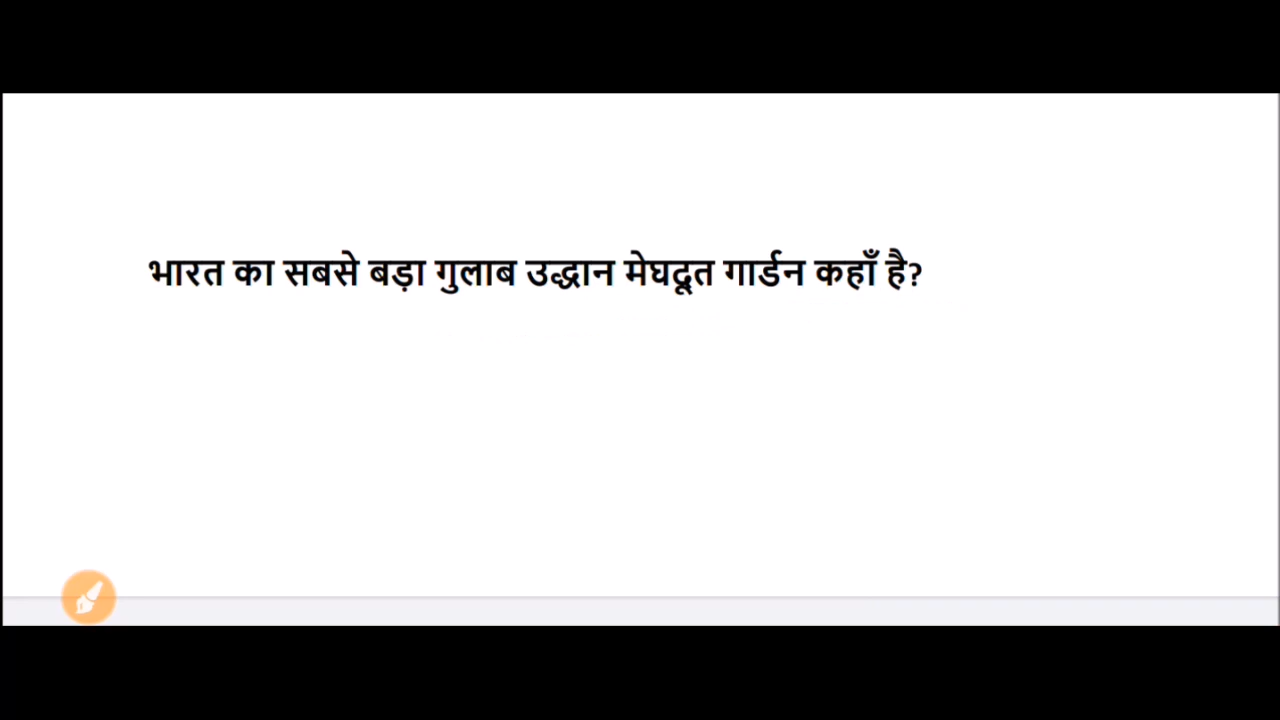 भारत का सबसे बड़ा गुलाब उद्धान मेघदूत गार्डन कहाँ है?